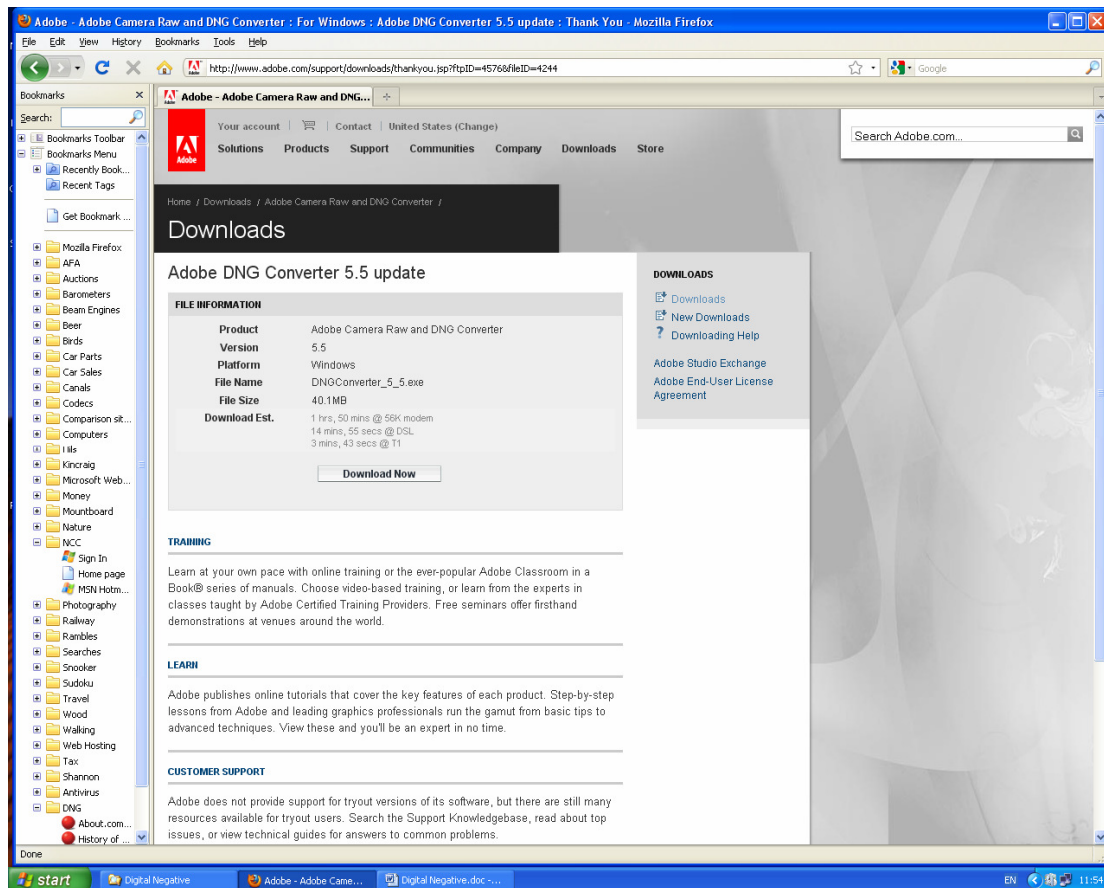 Adobe - Adobe Camera Raw and DNG Converter : For Windows : Adobe DNG Converter 5.5 update : Thank You - Mozilla Firefox
File Edit View History Bookmarks Tools Help
http://www.adobe.com/support/downloads/thankyou.jsp?ftpID=4576&fileID=4244
Google
Bookmarks
Adobe - Adobe Camera Raw and DNG...
Search:
Bookmarks Toolbar
Bookmarks Menu
Recently Book...
Recent Tags
Get Bookmark ...
Mozilla Firefox
AFA
Auctions
Barometers
Beam Engines
Beer
Birds
Car Parts
Car Sales
Canals
Codecs
Comparison sit...
Computers
Kincraig
Microsoft Web...
Money
Mountboard
Nature
NCC
Sign In
Home page
MSN Hotm...
Photography
Railway
Rambles
Searches
Snooker
Sudoku
Travel
Wood
Walking
Web Hosting
Tax
Shannon
Antivirus
DNG
About.com...
History of ...
Adobe
Your account | | Contact | United States (Change)
Solutions Products Support Communities Company Downloads Store
Search Adobe.com...
Home / Downloads / Adobe Camera Raw and DNG Converter /
Downloads
Adobe DNG Converter 5.5 update
FILE INFORMATION
Product Adobe Camera Raw and DNG Converter
Version 5.5
Platform Windows
File Name DNGConverter_5_5.exe
File Size 40.1MB
Download Est. 1 hrs, 50 mins @ 56K modem
14 mins, 55 secs @ DSL
3 mins, 43 secs @ T1
Download Now
DOWNLOADS
Downloads
New Downloads
Downloading Help
Adobe Studio Exchange
Adobe End-User License
Agreement
TRAINING
Learn at your own pace with online training or the ever-popular Adobe Classroom in a
Book® series of manuals. Choose video-based training, or learn from the experts in
classes taught by Adobe Certified Training Providers. Free seminars offer firsthand
demonstrations at venues around the world.
LEARN
Adobe publishes online tutorials that cover the key features of each product. Step-by-step
lessons from Adobe and leading graphics professionals run the gamut from basic tips to
advanced techniques. View these and you'll be an expert in no time.
CUSTOMER SUPPORT
Adobe does not provide support for tryout versions of its software, but there are still many
resources available for tryout users. Search the Support Knowledgebase, read about top
issues, or view technical guides for answers to common problems.
Done
start Digital Negative Adobe - Adobe Came... Digital Negative.doc -... EN 11:54